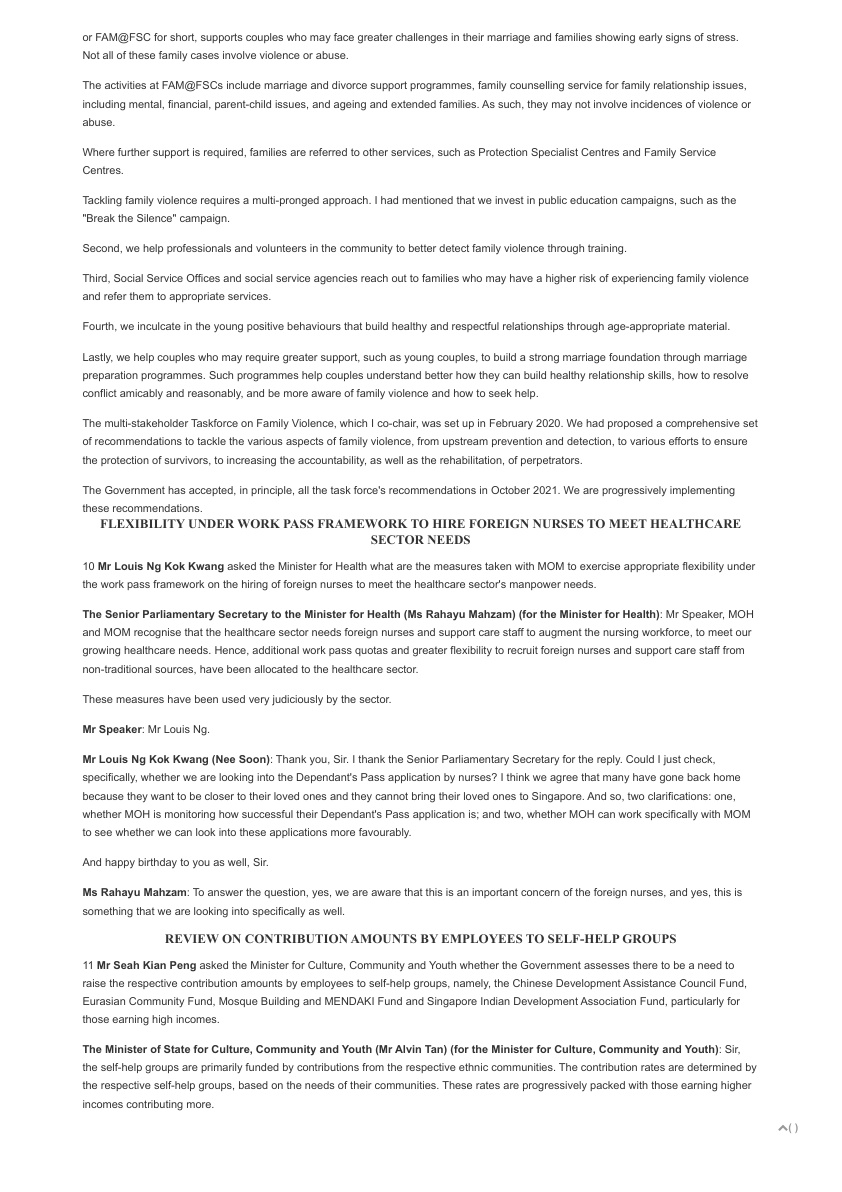 or FAM@FSC for short, supports couples who may face greater challenges in their marriage and families showing early signs of stress.
Not all of these family cases involve violence or abuse.
The activities at FAM@FSCs include marriage and divorce support programmes, family counselling service for family relationship issues,
including mental, financial, parent-child issues, and ageing and extended families. As such, they may not involve incidences of violence or
abuse.
Where further support is required, families are referred to other services, such as Protection Specialist Centres and Family Service
Centres.
Tackling family violence requires a multi-pronged approach. I had mentioned that we invest in public education campaigns, such as the
"Break the Silence" campaign.
Second, we help professionals and volunteers in the community to better detect family violence through training.
Third, Social Service Offices and social service agencies reach out to families who may have a higher risk of experiencing family violence
and refer them to appropriate services.
Fourth, we inculcate in the young positive behaviours that build healthy and respectful relationships through age-appropriate material.
Lastly, we help couples who may require greater support, such as young couples, to build a strong marriage foundation through marriage
preparation programmes. Such programmes help couples understand better how they can build healthy relationship skills, how to resolve
conflict amicably and reasonably, and be more aware of family violence and how to seek help.
The multi-stakeholder Taskforce on Family Violence, which I co-chair, was set up in February 2020. We had proposed a comprehensive set
of recommendations to tackle the various aspects of family violence, from upstream prevention and detection, to various efforts to ensure
the protection of survivors, to increasing the accountability, as well as the rehabilitation, of perpetrators.
The Government has accepted, in principle, all the task force's recommendations in October 2021. We are progressively implementing
these recommendations.
FLEXIBILITY UNDER WORK PASS FRAMEWORK TO HIRE FOREIGN NURSES TO MEET HEALTHCARE
SECTOR NEEDS
10 Mr Louis Ng Kok Kwang asked the Minister for Health what are the measures taken with MOM to exercise appropriate flexibility under
the work pass framework on the hiring of foreign nurses to meet the healthcare sector's manpower needs.
The Senior Parliamentary Secretary to the Minister for Health (Ms Rahayu Mahzam) (for the Minister for Health): Mr Speaker, MOH
and MOM recognise that the healthcare sector needs foreign nurses and support care staff to augment the nursing workforce, to meet our
growing healthcare needs. Hence, additional work pass quotas and greater flexibility to recruit foreign nurses and support care staff from
non-traditional sources, have been allocated to the healthcare sector.
These measures have been used very judiciously by the sector.
Mr Speaker: Mr Louis Ng.
Mr Louis Ng Kok Kwang (Nee Soon): Thank you, Sir. I thank the Senior Parliamentary Secretary for the reply. Could I just check,
specifically, whether we are looking into the Dependant's Pass application by nurses? I think we agree that many have gone back home
because they want to be closer to their loved ones and they cannot bring their loved ones to Singapore. And so, two clarifications: one,
whether MOH is monitoring how successful their Dependant's Pass application is; and two, whether MOH can work specifically with MOM
to see whether we can look into these applications more favourably.
And happy birthday to you as well, Sir.
Ms Rahayu Mahzam: To answer the question, yes, we are aware that this is an important concern of the foreign nurses, and yes, this is
something that we are looking into specifically as well.
REVIEW ON CONTRIBUTION AMOUNTS BY EMPLOYEES TO SELF-HELP GROUPS
11 Mr Seah Kian Peng asked the Minister for Culture, Community and Youth whether the Government assesses there to be a need to
raise the respective contribution amounts by employees to self-help groups, namely, the Chinese Development Assistance Council Fund,
Eurasian Community Fund, Mosque Building and MENDAKI Fund and Singapore Indian Development Association Fund, particularly for
those earning high incomes.
The Minister of State for Culture, Community and Youth (Mr Alvin Tan) (for the Minister for Culture, Community and Youth): Sir,
the self-help groups are primarily funded by contributions from the respective ethnic communities. The contribution rates are determined by
the respective self-help groups, based on the needs of their communities. These rates are progressively packed with those earning higher
incomes contributing more.
( )